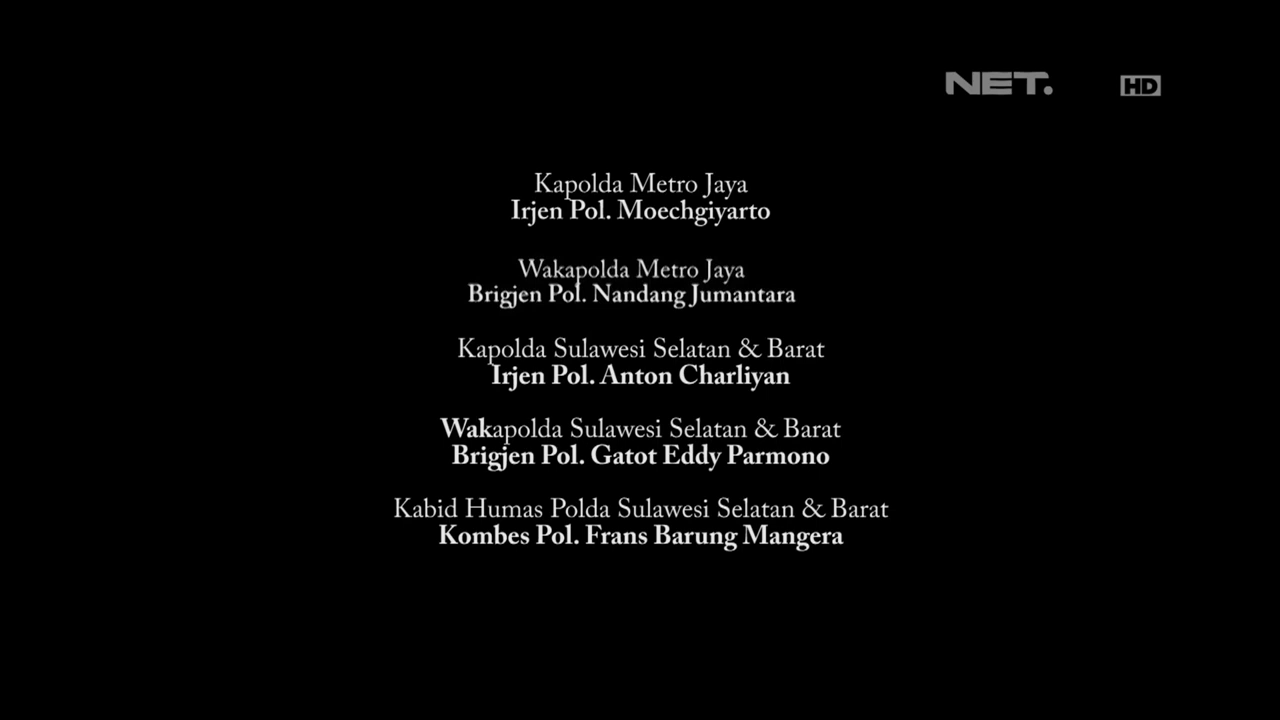 NET. HD
Kapolda Metro Jaya
Irjen Pol. Moechgiyarto
Wakapolda Metro Jaya
Brigjen Pol. Nandang Jumantara
Kapolda Sulawesi Selatan & Barat
Irjen Pol. Anton Charliyan
Wakapolda Sulawesi Selatan & Barat
Brigjen Pol. Gatot Eddy Parmono
Kabid Humas Polda Sulawesi Selatan & Barat
Kombes Pol. Frans Barung Mangera